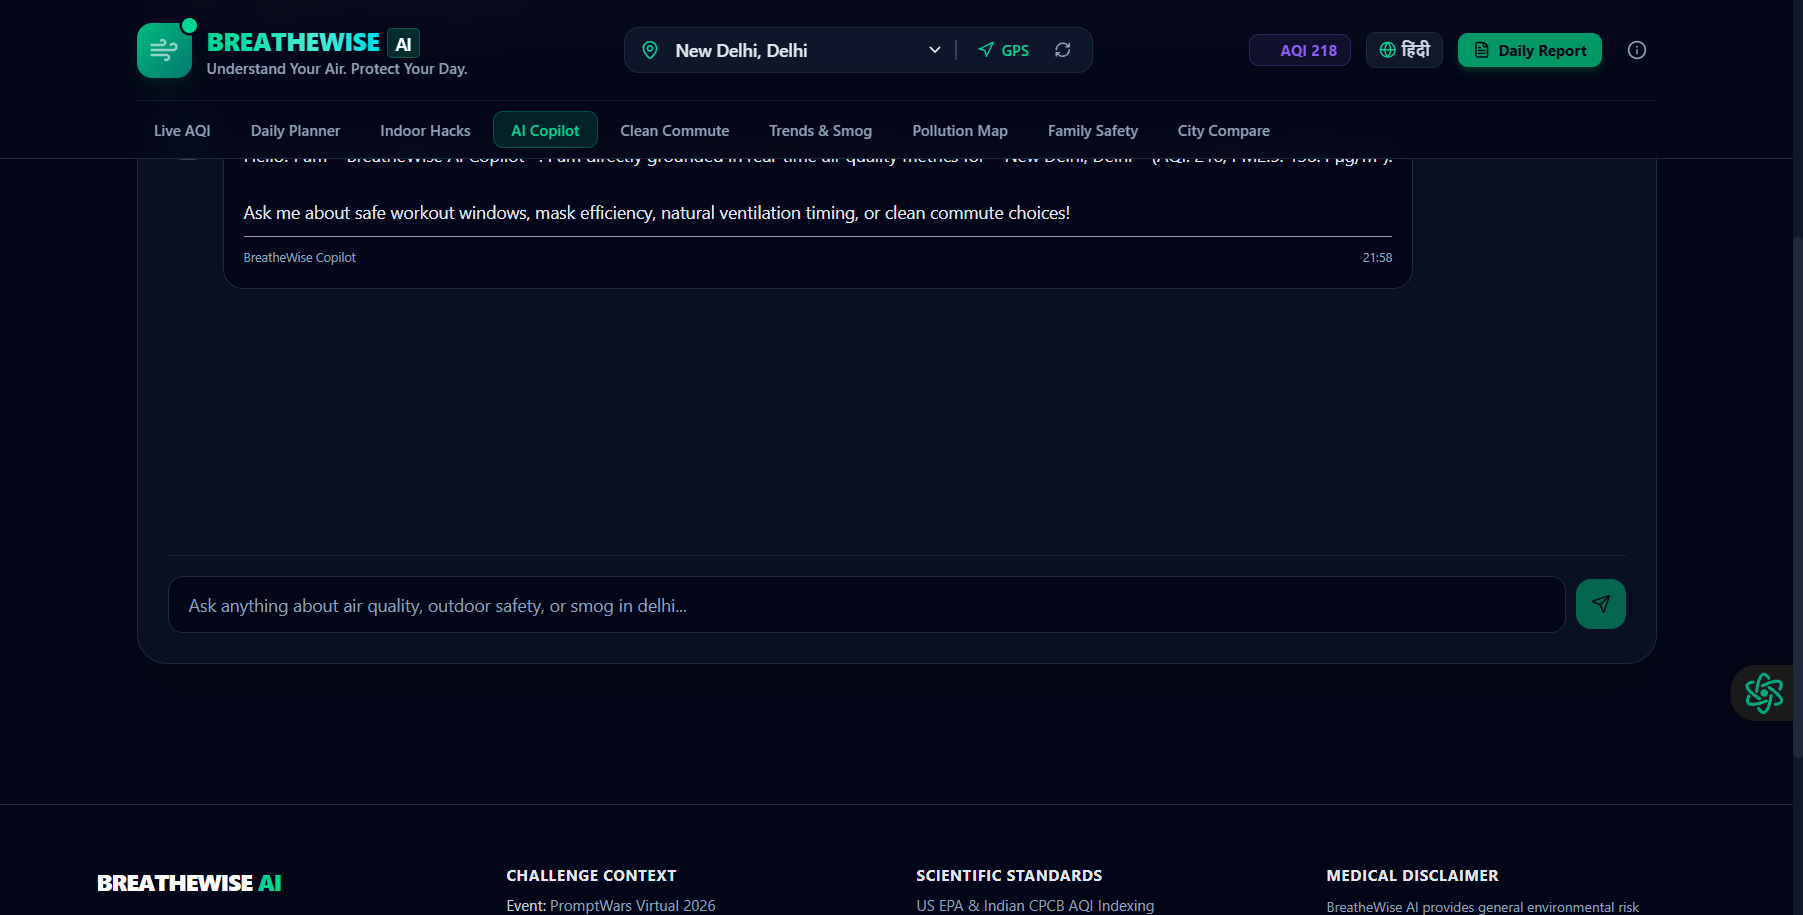 BREATHEWISE AI
Understand Your Air. Protect Your Day.
New Delhi, Delhi
GPS
AQI 218
हिंदी
Daily Report
Live AQI
Daily Planner
Indoor Hacks
AI Copilot
Clean Commute
Trends & Smog
Pollution Map
Family Safety
City Compare
Ask me about safe workout windows, mask efficiency, natural ventilation timing, or clean commute choices!
BreatheWise Copilot
21:58
Ask anything about air quality, outdoor safety, or smog in delhi...
BREATHEWISE AI
CHALLENGE CONTEXT
Event: PromptWars Virtual 2026
SCIENTIFIC STANDARDS
US EPA & Indian CPCB AQI Indexing
MEDICAL DISCLAIMER
BreatheWise AI provides general environmental risk